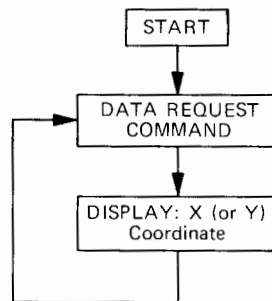 START
DATA REQUEST
COMMAND
DISPLAY: X (or Y)
Coordinate